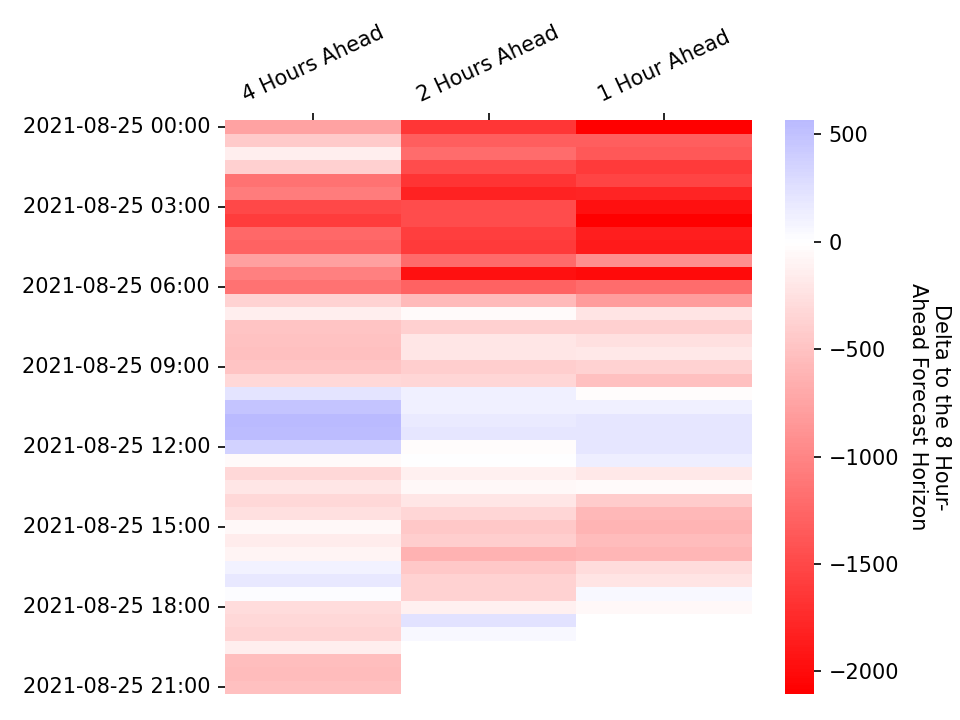 4 Hours Ahead
2 Hours Ahead
1 Hour Ahead
2021-08-25 00:00
2021-08-25 03:00
2021-08-25 06:00
2021-08-25 09:00
2021-08-25 12:00
2021-08-25 15:00
2021-08-25 18:00
2021-08-25 21:00
500
0
−500
−1000
−1500
−2000
Delta to the 8 Hour-
Ahead Forecast Horizon